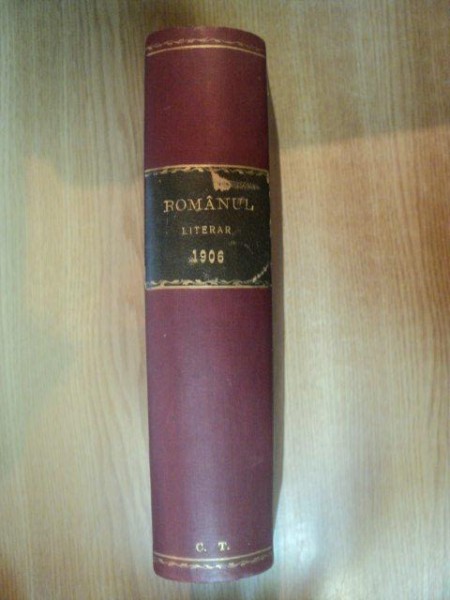 ROMÂNUL
LITERAR
1906
C. T.